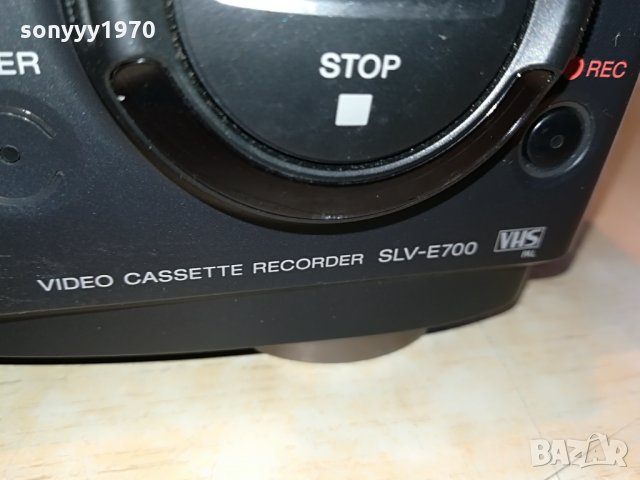 sonyyy1970
ER
STOP
REC
VIDEO CASSETTE RECORDER SLV-E700
VHS
PAL
BAZAR